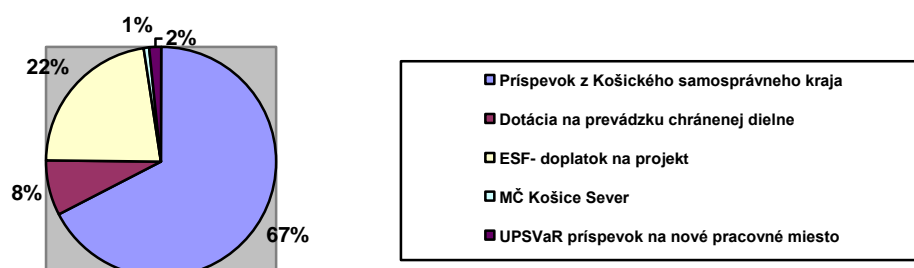 1%
2%
22%
8%
67%
Príspevok z Košického samosprávneho kraja
Dotácia na prevádzku chránenej dielne
ESF- doplatok na projekt
MČ Košice Sever
UPSVaR príspevok na nové pracovné miesto